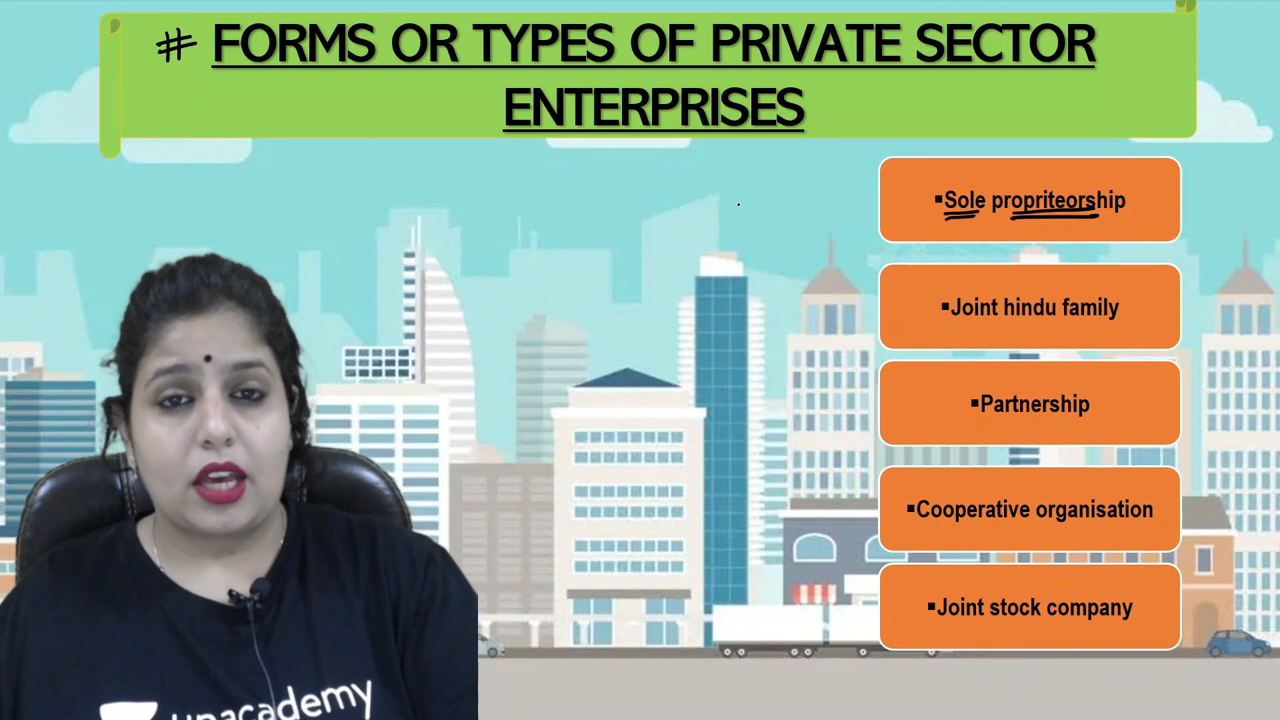 # FORMS OR TYPES OF PRIVATE SECTOR
ENTERPRISES
▪Sole propriteorship
▪Joint hindu family
▪Partnership
▪Cooperative organisation
▪Joint stock company
unacademy